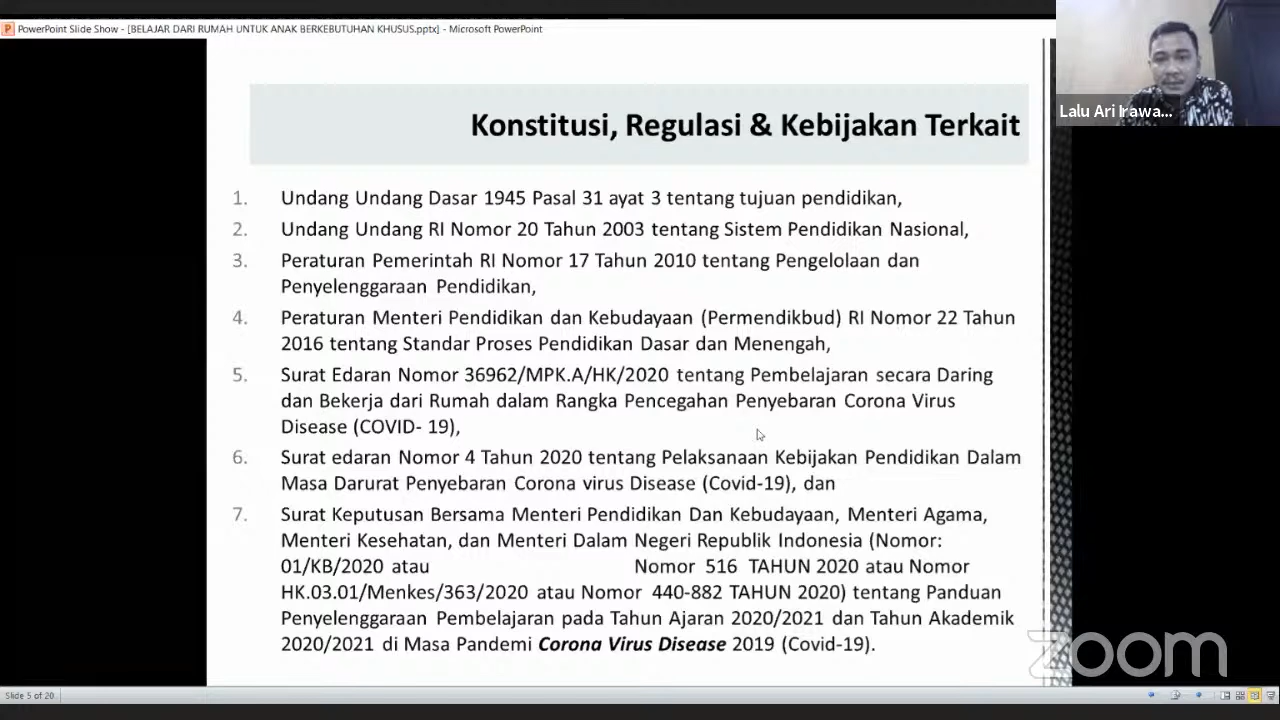 PowerPoint Slide Show - [BELAJAR DARI RUMAH UNTUK ANAK BERKEBUTUHAN KHUSUS.pptx] - Microsoft PowerPoint
Lalu Ari Irawa...
Konstitusi, Regulasi & Kebijakan Terkait
1. Undang Undang Dasar 1945 Pasal 31 ayat 3 tentang tujuan pendidikan,
2. Undang Undang RI Nomor 20 Tahun 2003 tentang Sistem Pendidikan Nasional,
3. Peraturan Pemerintah RI Nomor 17 Tahun 2010 tentang Pengelolaan dan
Penyelenggaraan Pendidikan,
4. Peraturan Menteri Pendidikan dan Kebudayaan (Permendikbud) RI Nomor 22 Tahun
2016 tentang Standar Proses Pendidikan Dasar dan Menengah,
5. Surat Edaran Nomor 36962/MPK.A/HK/2020 tentang Pembelajaran secara Daring
dan Bekerja dari Rumah dalam Rangka Pencegahan Penyebaran Corona Virus
Disease (COVID- 19),
6. Surat edaran Nomor 4 Tahun 2020 tentang Pelaksanaan Kebijakan Pendidikan Dalam
Masa Darurat Penyebaran Corona virus Disease (Covid-19), dan
7. Surat Keputusan Bersama Menteri Pendidikan Dan Kebudayaan, Menteri Agama,
Menteri Kesehatan, dan Menteri Dalam Negeri Republik Indonesia (Nomor:
01/KB/2020 atau Nomor 516 TAHUN 2020 atau Nomor
HK.03.01/Menkes/363/2020 atau Nomor 440-882 TAHUN 2020) tentang Panduan
Penyelenggaraan Pembelajaran pada Tahun Ajaran 2020/2021 dan Tahun Akademik
2020/2021 di Masa Pandemi Corona Virus Disease 2019 (Covid-19).
zoom
Slide 5 of 20